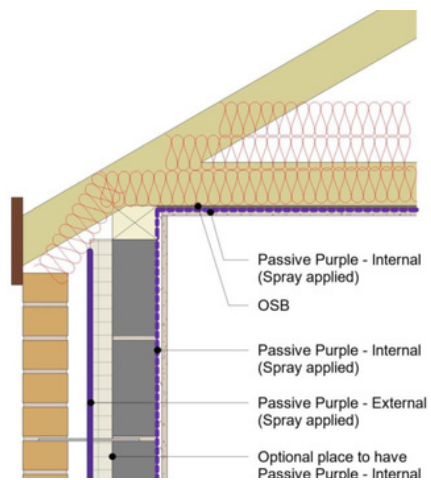 Passive Purple - Internal
(Spray applied)
OSB
Passive Purple - Internal
(Spray applied)
Passive Purple - External
(Spray applied)
Optional place to have
Passive Purple - Internal